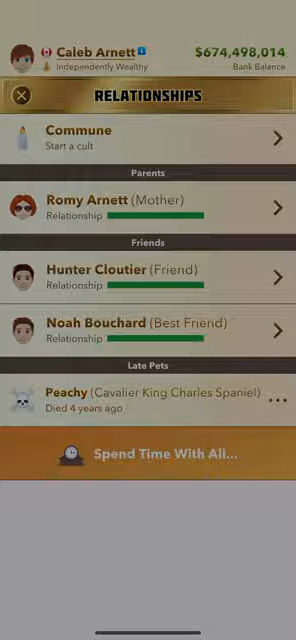 Caleb Arnett
$674,498,014
Independently Wealthy
Bank Balance
RELATIONSHIPS
Commune
Start a cult
Parents
Romy Arnett (Mother)
Relationship
Friends
Hunter Cloutier (Friend)
Relationship
Noah Bouchard (Best Friend)
Relationship
Late Pets
Peachy (Cavalier King Charles Spaniel)
Died 4 years ago
Spend Time With All...